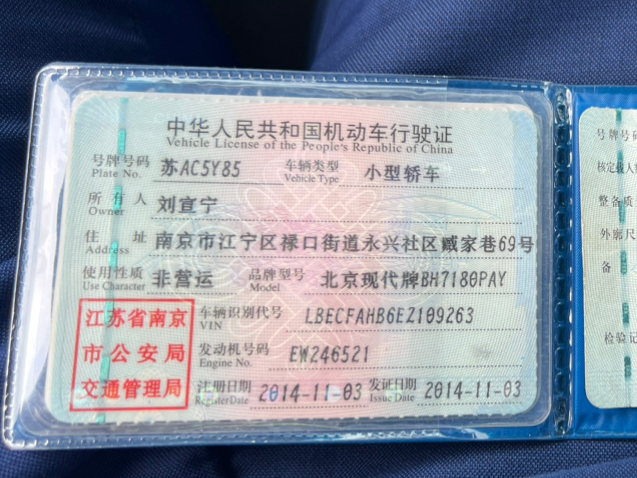 中华人民共和国机动车行驶证
Vehicle License of the People's Republic of China
号牌号码 Plate No. 苏AC5Y85 车辆类型 Vehicle Type 小型轿车
所有人 Owner 刘宣宁
住址 Address 南京市江宁区禄口街道永兴社区臧家巷69号
使用性质 Use Character 非营运 品牌型号 Model 北京现代牌BH7180PAY
江苏省南京
市公安局
交通管理局
车辆识别代号 VIN LBECFAHB6EZ109263
发动机号码 Engine No. EW246521
注册日期 Register Date 2014-11-03 发证日期 Issue Date 2014-11-03
号牌号码
核定载人
整备质
外廓尺
备
检验记